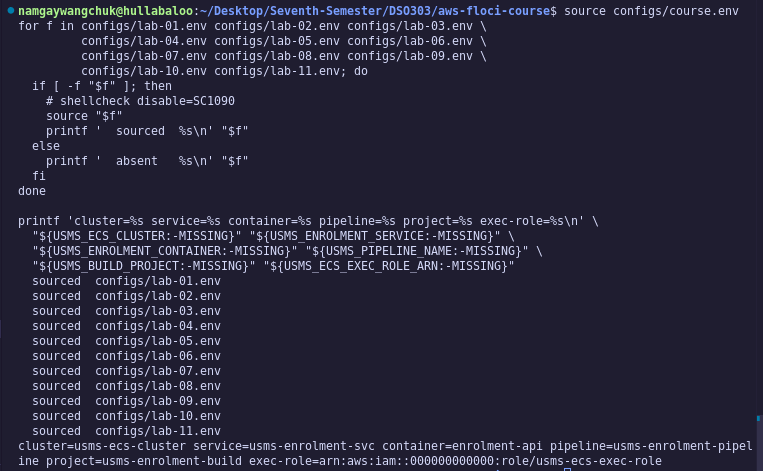 namgaywangchuk@hullabaloo:~/Desktop/Seventh-Semester/DSO303/aws-floci-course$ source configs/course.env
for f in configs/lab-01.env configs/lab-02.env configs/lab-03.env \
         configs/lab-04.env configs/lab-05.env configs/lab-06.env \
         configs/lab-07.env configs/lab-08.env configs/lab-09.env \
         configs/lab-10.env configs/lab-11.env; do
  if [ -f "$f" ]; then
    # shellcheck disable=SC1090
    source "$f"
    printf '  sourced  %s\n' "$f"
  else
    printf '  absent   %s\n' "$f"
  fi
done

printf 'cluster=%s service=%s container=%s pipeline=%s project=%s exec-role=%s\n' \
  "${USMS_ECS_CLUSTER:-MISSING}" "${USMS_ENROLMENT_SERVICE:-MISSING}" \
  "${USMS_ENROLMENT_CONTAINER:-MISSING}" "${USMS_PIPELINE_NAME:-MISSING}" \
  "${USMS_BUILD_PROJECT:-MISSING}" "${USMS_ECS_EXEC_ROLE_ARN:-MISSING}"
  sourced  configs/lab-01.env
  sourced  configs/lab-02.env
  sourced  configs/lab-03.env
  sourced  configs/lab-04.env
  sourced  configs/lab-05.env
  sourced  configs/lab-06.env
  sourced  configs/lab-07.env
  sourced  configs/lab-08.env
  sourced  configs/lab-09.env
  sourced  configs/lab-10.env
  sourced  configs/lab-11.env
cluster=usms-ecs-cluster service=usms-enrolment-svc container=enrolment-api pipeline=usms-enrolment-pipel
ine project=usms-enrolment-build exec-role=arn:aws:iam::000000000000:role/usms-ecs-exec-role